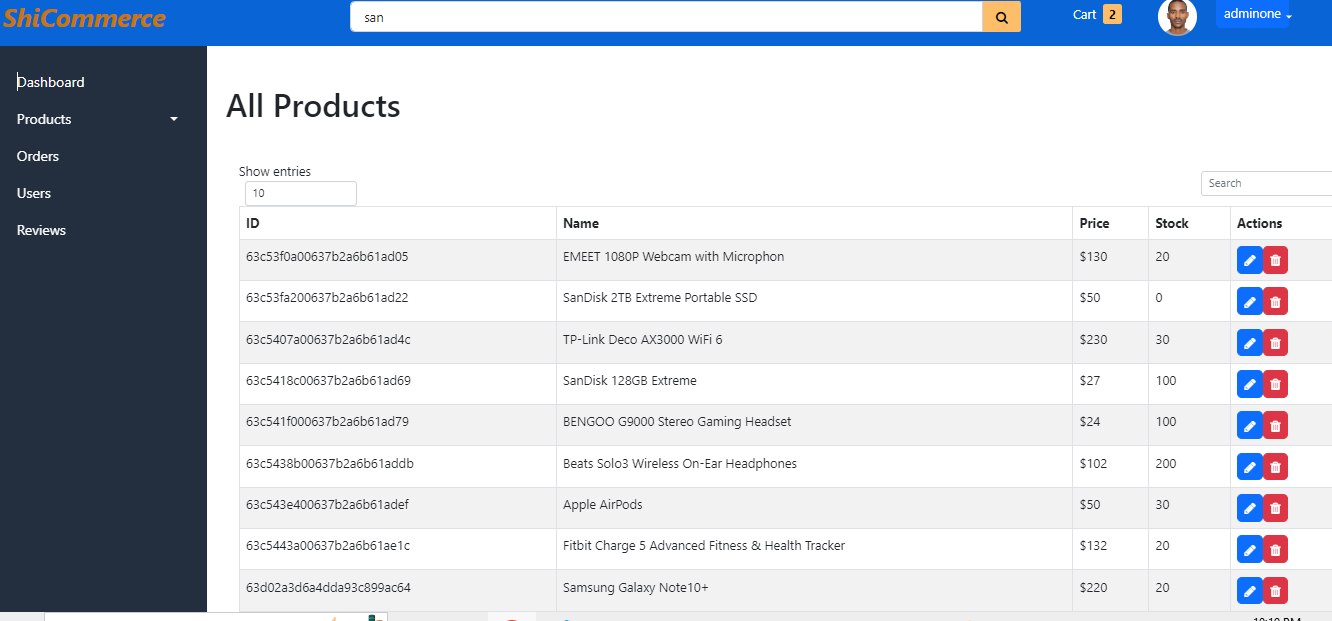 ShiCommerce
san
Cart 2
adminone
Dashboard
Products
Orders
Users
Reviews
All Products
Show entries
10
Search
ID Name Price Stock Actions
63c53f0a00637b2a6b61ad05 EMEET 1080P Webcam with Microphon $130 20
63c53fa200637b2a6b61ad22 SanDisk 2TB Extreme Portable SSD $50 0
63c5407a00637b2a6b61ad4c TP-Link Deco AX3000 WiFi 6 $230 30
63c5418c00637b2a6b61ad69 SanDisk 128GB Extreme $27 100
63c541f000637b2a6b61ad79 BENGOO G9000 Stereo Gaming Headset $24 100
63c5438b00637b2a6b61addb Beats Solo3 Wireless On-Ear Headphones $102 200
63c543e400637b2a6b61adef Apple AirPods $50 30
63c5443a00637b2a6b61ae1c Fitbit Charge 5 Advanced Fitness & Health Tracker $132 20
63d02a3d6a4dda93c899ac64 Samsung Galaxy Note10+ $220 20